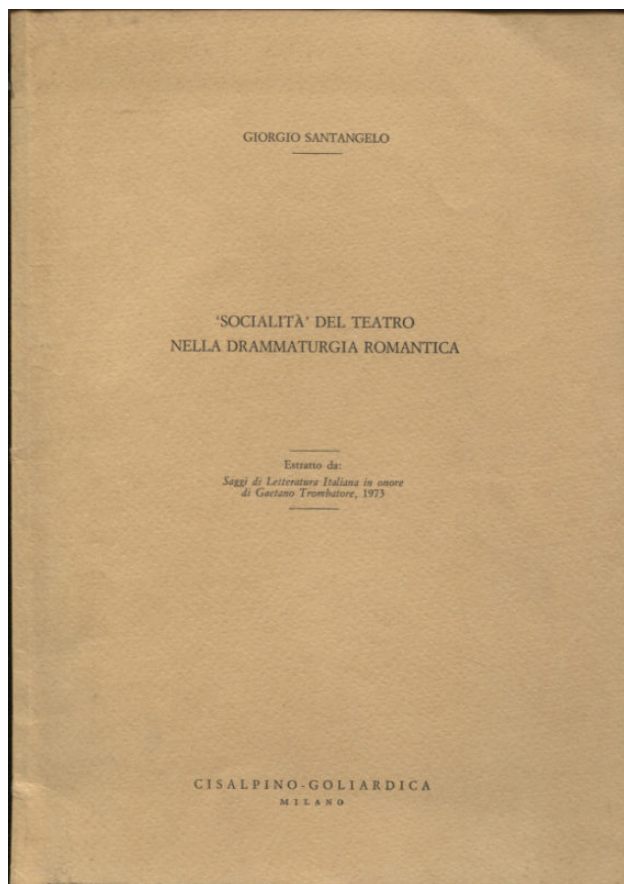 GIORGIO SANTANGELO
'SOCIALITÀ' DEL TEATRO
NELLA DRAMMATURGIA ROMANTICA
Estratto da:
Saggi di Letteratura Italiana in onore
di Gaetano Trombatore, 1973
CISALPINO-GOLIARDICA
MILANO